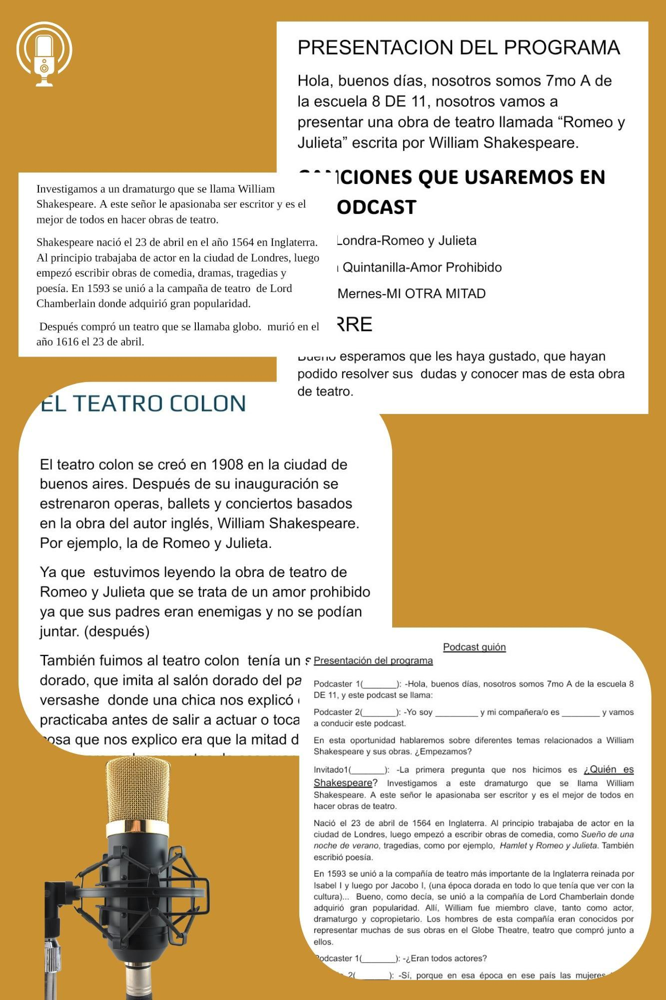 PRESENTACION DEL PROGRAMA
Hola, buenos días, nosotros somos 7mo A de
la escuela 8 DE 11, nosotros vamos a
presentar una obra de teatro llamada “Romeo y
Julieta” escrita por William Shakespeare.
CANCIONES QUE USAREMOS EN
ODCAST
Londra-Romeo y Julieta
Quintanilla-Amor Prohibido
Mernes-MI OTRA MITAD
RRE
Bueno esperamos que les haya gustado, que hayan
podido resolver sus  dudas y conocer mas de esta obra
de teatro.
Investigamos a un dramaturgo que se llama William
Shakespeare. A este señor le apasionaba ser escritor y es el
mejor de todos en hacer obras de teatro.
Shakespeare nació el 23 de abril en el año 1564 en Inglaterra.
Al principio trabajaba de actor en la ciudad de Londres, luego
empezó escribir obras de comedia, dramas, tragedias y
poesía. En 1593 se unió a la campaña de teatro  de Lord
Chamberlain donde adquirió gran popularidad.
Después compró un teatro que se llamaba globo.  murió en el
año 1616 el 23 de abril.
EL TEATRO COLON
El teatro colon se creó en 1908 en la ciudad de
buenos aires. Después de su inauguración se
estrenaron operas, ballets y conciertos basados
en la obra del autor inglés, William Shakespeare.
Por ejemplo, la de Romeo y Julieta.
Ya que  estuvimos leyendo la obra de teatro de
Romeo y Julieta que se trata de un amor prohibido
ya que sus padres eran enemigas y no se podían
juntar. (después)
También fuimos al teatro colon  tenía un s
dorado, que imita al salón dorado del pa
versashe  donde una chica nos explicó
practicaba antes de salir a actuar o toca
cosa que nos explico era que la mitad d
Podcast guión
Presentación del programa
Podcaster 1(_______): -Hola, buenos días, nosotros somos 7mo A de la escuela 8
DE 11, y este podcast se llama:
Podcaster 2(_______): -Yo soy _________ y mi compañera/o es ________ y vamos
a conducir este podcast.
En esta oportunidad hablaremos sobre diferentes temas relacionados a William
Shakespeare y sus obras. ¿Empezamos?
Invitado1(_______): -La primera pregunta que nos hicimos es ¿Quién es
Shakespeare? Investigamos a este dramaturgo que se llama William
Shakespeare. A este señor le apasionaba ser escritor y es el mejor de todos en
hacer obras de teatro.
Nació el 23 de abril de 1564 en Inglaterra. Al principio trabajaba de actor en la
ciudad de Londres, luego empezó a escribir obras de comedia, como Sueño de una
noche de verano, tragedias, como por ejemplo,  Hamlet y Romeo y Julieta. También
escribió poesía.
En 1593 se unió a la compañía de teatro más importante de la Inglaterra reinada por
Isabel I y luego por Jacobo I, (una época dorada en todo lo que tenía que ver con la
cultura)...  Bueno, como decía, se unió a la compañía de Lord Chamberlain donde
adquirió gran popularidad. Allí, William fue miembro clave, tanto como actor,
dramaturgo y copropietario. Los hombres de esta compañía eran conocidos por
representar muchas de sus obras en el Globe Theatre, teatro que compró junto a
ellos.
Podcaster 1(_______): -¿Eran todos actores?
2(_______): -Sí, porque en esa época en ese país las mujeres